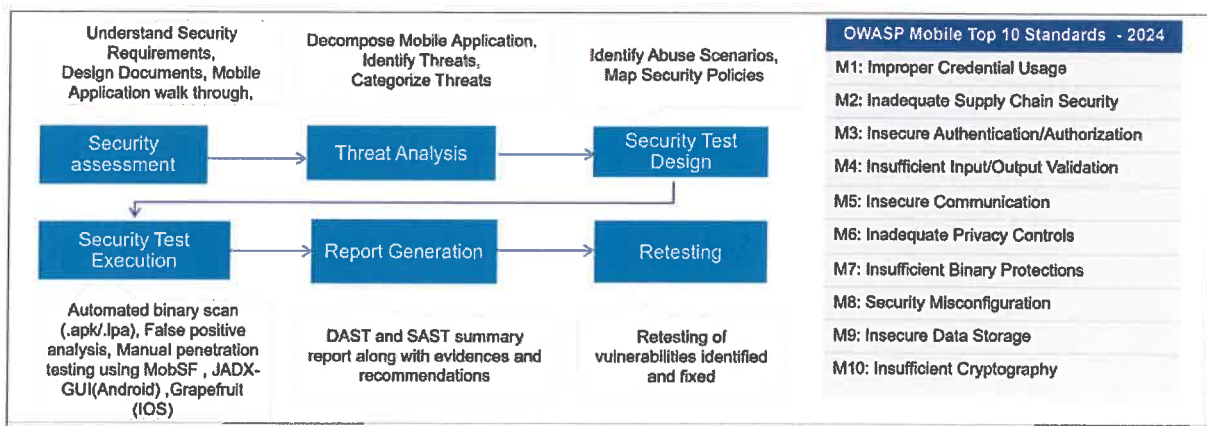 Understand Security
Requirements,
Design Documents, Mobile
Application walk through,
Decompose Mobile Application,
Identify Threats,
Categorize Threats
Identify Abuse Scenarios,
Map Security Policies
Security
assessment
Threat Analysis
Security Test
Design
Security Test
Execution
Report Generation
Retesting
Automated binary scan
(.apk/.Ipa), False positive
analysis, Manual penetration
testing using MobSF , JADX-
GUI(Android) ,Grapefruit
(IOS)
DAST and SAST summary
report along with evidences and
recommendations
Retesting of
vulnerabilities identified
and fixed
OWASP Mobile Top 10 Standards - 2024
M1: Improper Credential Usage
M2: Inadequate Supply Chain Security
M3: Insecure Authentication/Authorization
M4: Insufficient Input/Output Validation
M5: Insecure Communication
M6: Inadequate Privacy Controls
M7: Insufficient Binary Protections
M8: Security Misconfiguration
M9: Insecure Data Storage
M10: Insufficient Cryptography